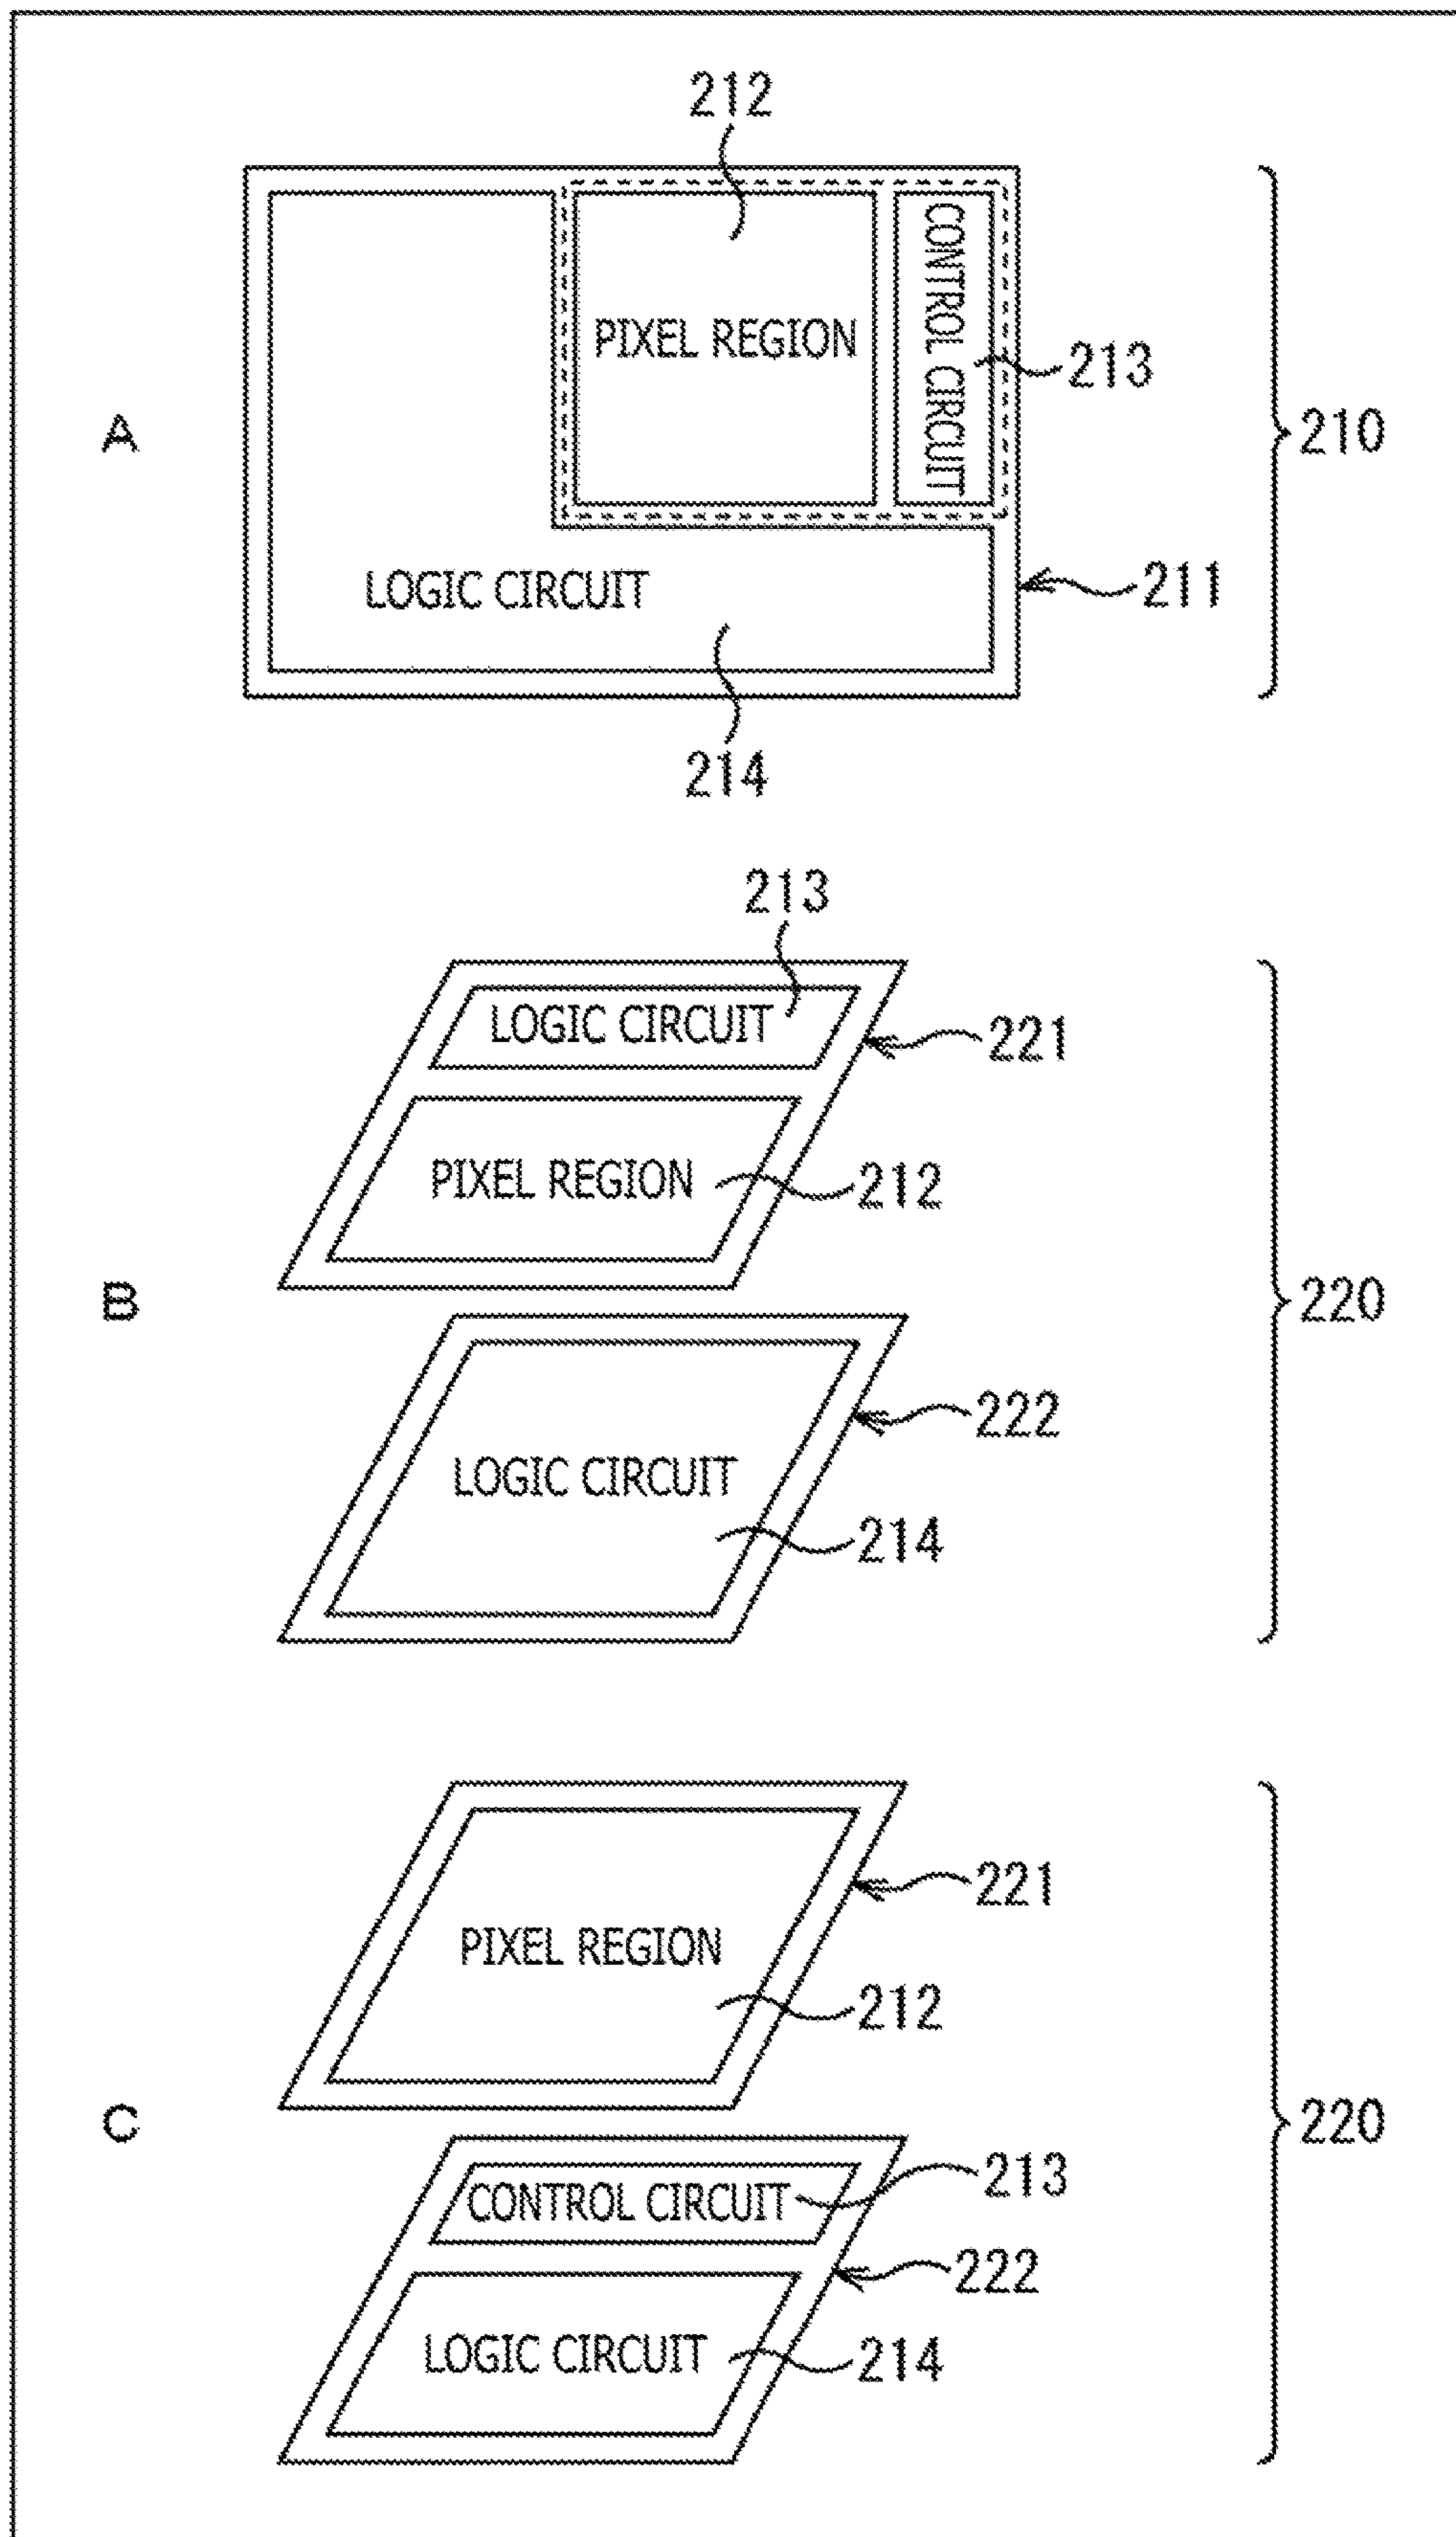 212
PIXEL REGION
CONTROL CIRCUIT
213
A
210
LOGIC CIRCUIT
211
214
213
LOGIC CIRCUIT
221
PIXEL REGION
212
B
220
222
LOGIC CIRCUIT
214
221
PIXEL REGION
212
C
220
CONTROL CIRCUIT
213
222
LOGIC CIRCUIT
214